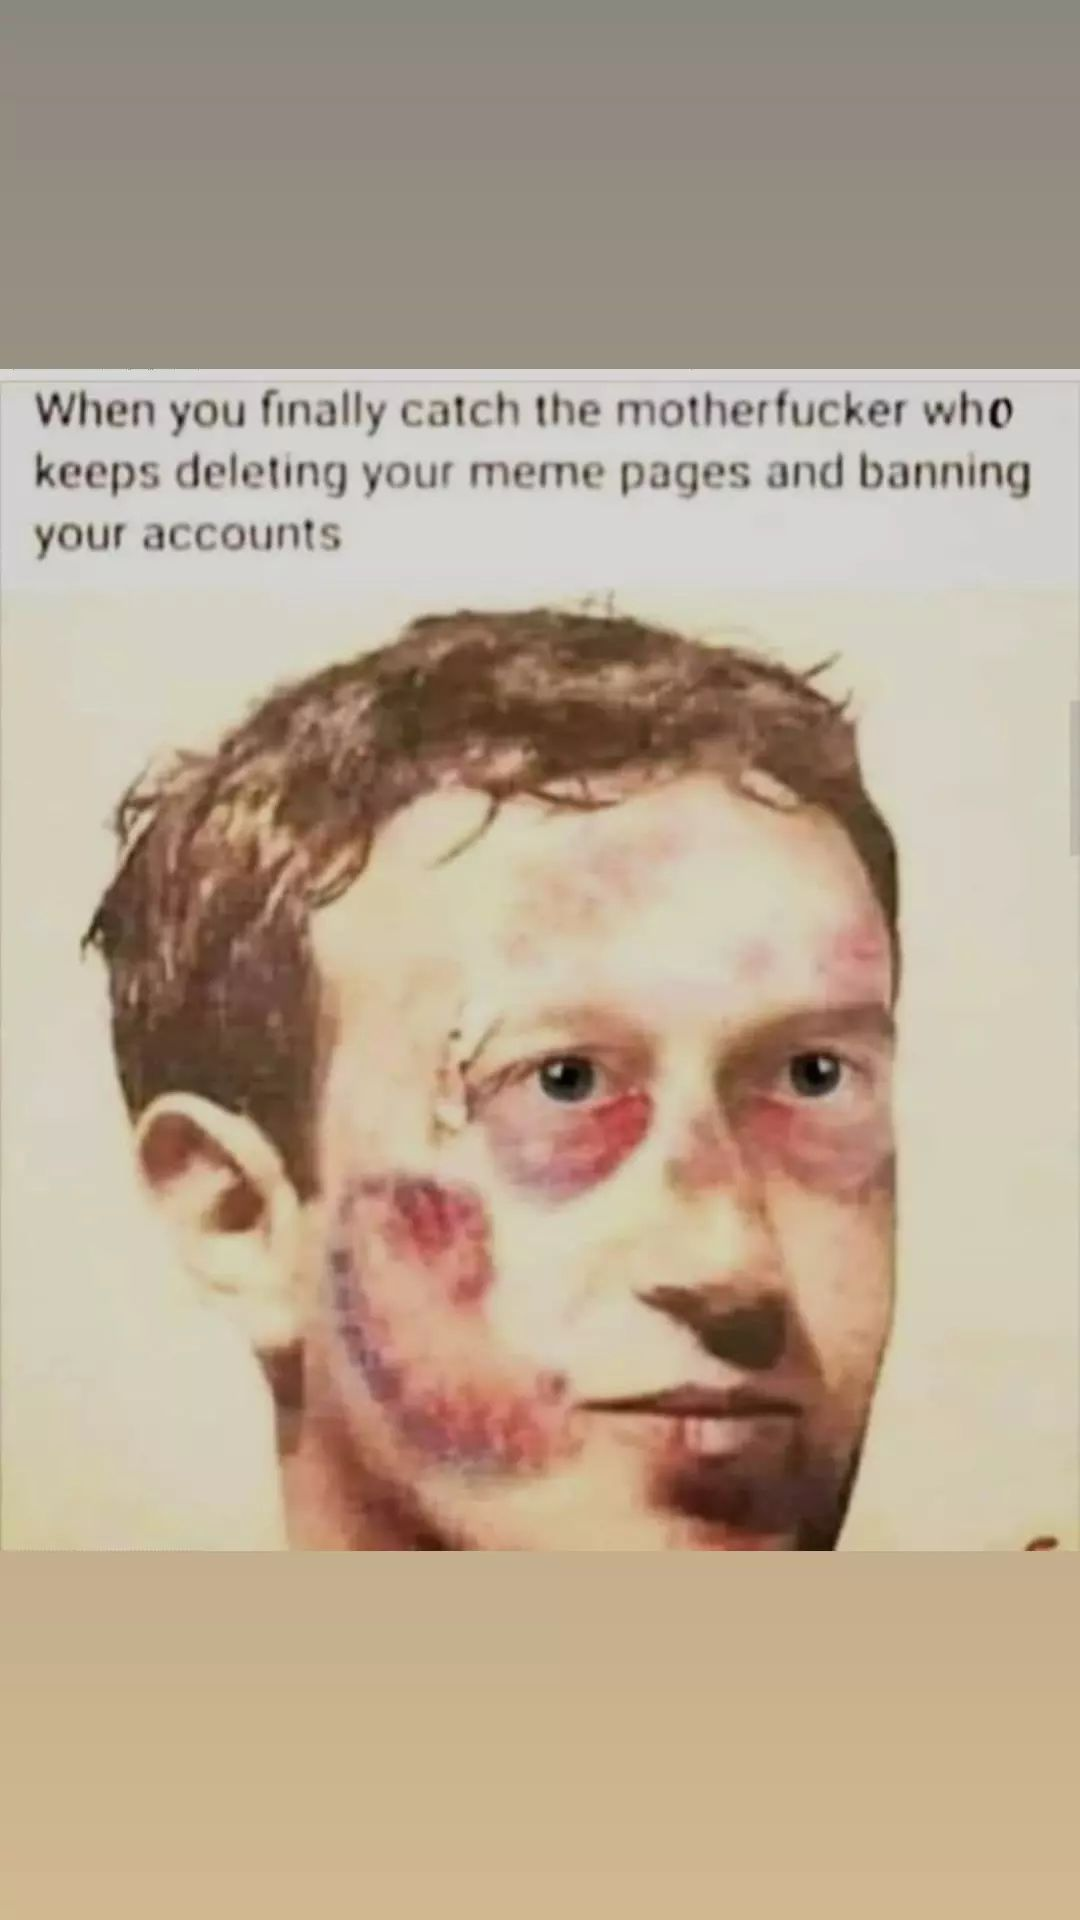 When you finally catch the motherfucker who
keeps deleting your meme pages and banning
your accounts